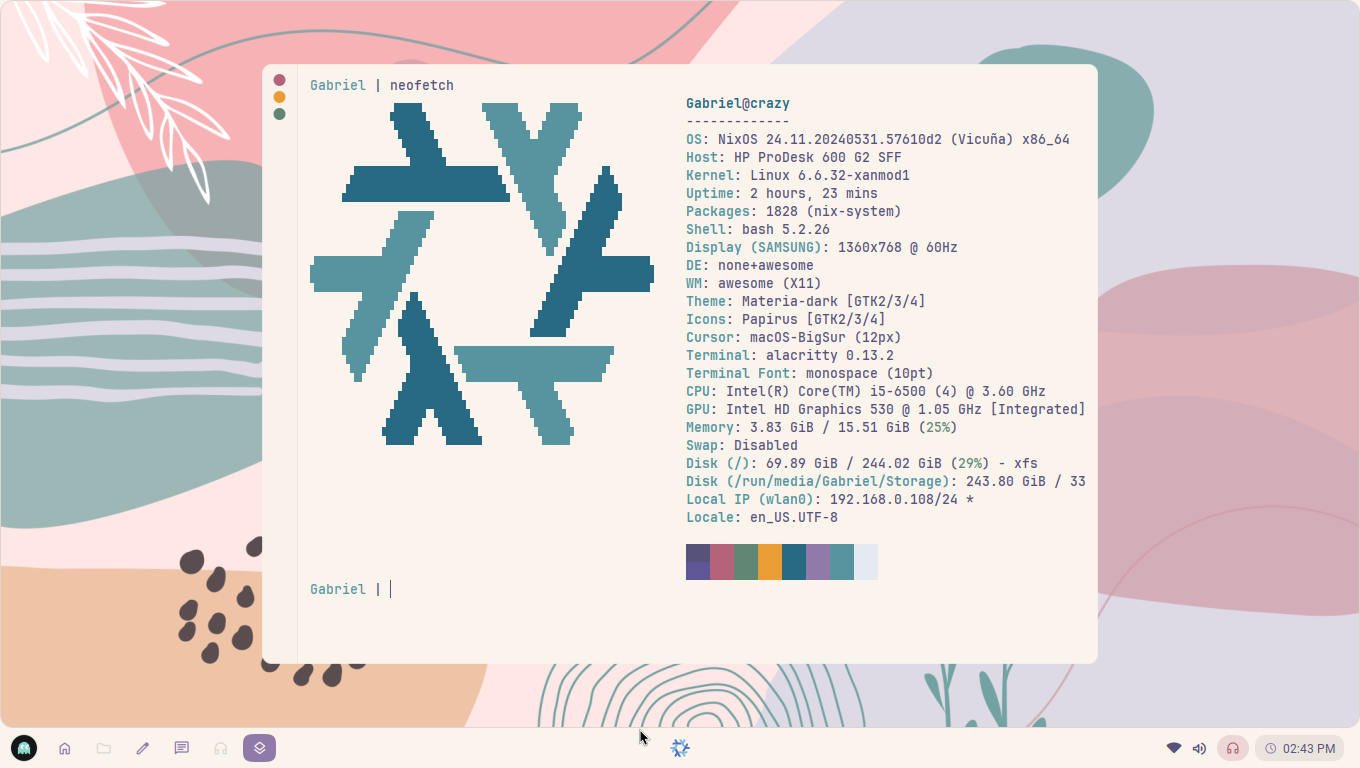 Gabriel | neofetch
Gabriel@crazy
-------------
OS: NixOS 24.11.20240531.57610d2 (Vicuña) x86_64
Host: HP ProDesk 600 G2 SFF
Kernel: Linux 6.6.32-xanmod1
Uptime: 2 hours, 23 mins
Packages: 1828 (nix-system)
Shell: bash 5.2.26
Display (SAMSUNG): 1360x768 @ 60Hz
DE: none+awesome
WM: awesome (X11)
Theme: Materia-dark [GTK2/3/4]
Icons: Papirus [GTK2/3/4]
Cursor: macOS-BigSur (12px)
Terminal: alacritty 0.13.2
Terminal Font: monospace (10pt)
CPU: Intel(R) Core(TM) i5-6500 (4) @ 3.60 GHz
GPU: Intel HD Graphics 530 @ 1.05 GHz [Integrated]
Memory: 3.83 GiB / 15.51 GiB (25%)
Swap: Disabled
Disk (/): 69.89 GiB / 244.02 GiB (29%) - xfs
Disk (/run/media/Gabriel/Storage): 243.80 GiB / 33
Local IP (wlan0): 192.168.0.108/24 *
Locale: en_US.UTF-8
Gabriel |
02:43 PM